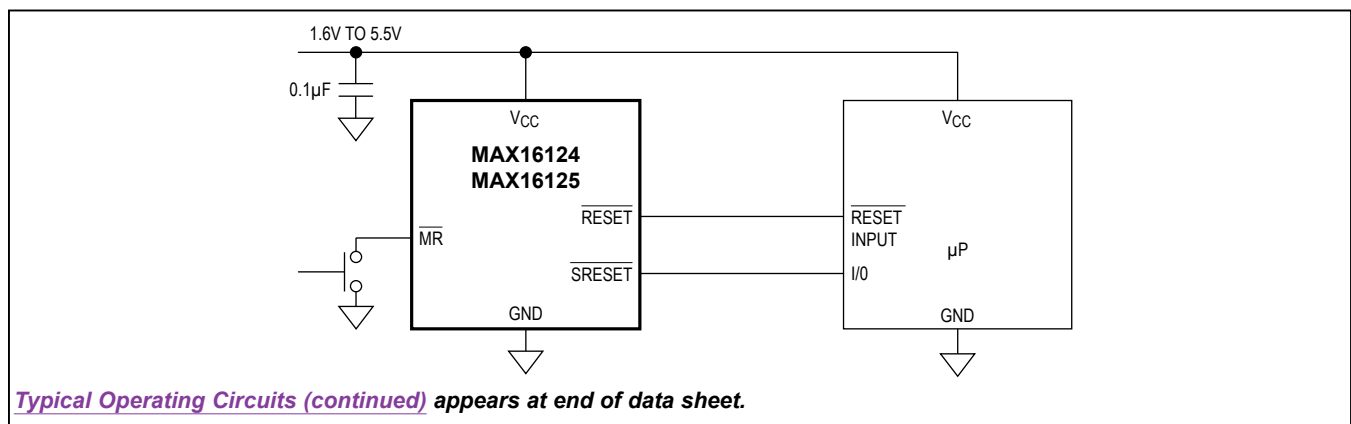 1.6V TO 5.5V
0.1µF
VCC
MAX16124
MAX16125
RESET
MR
SRESET
GND
VCC
RESET
INPUT
µP
I/0
GND
Typical Operating Circuits (continued) appears at end of data sheet.